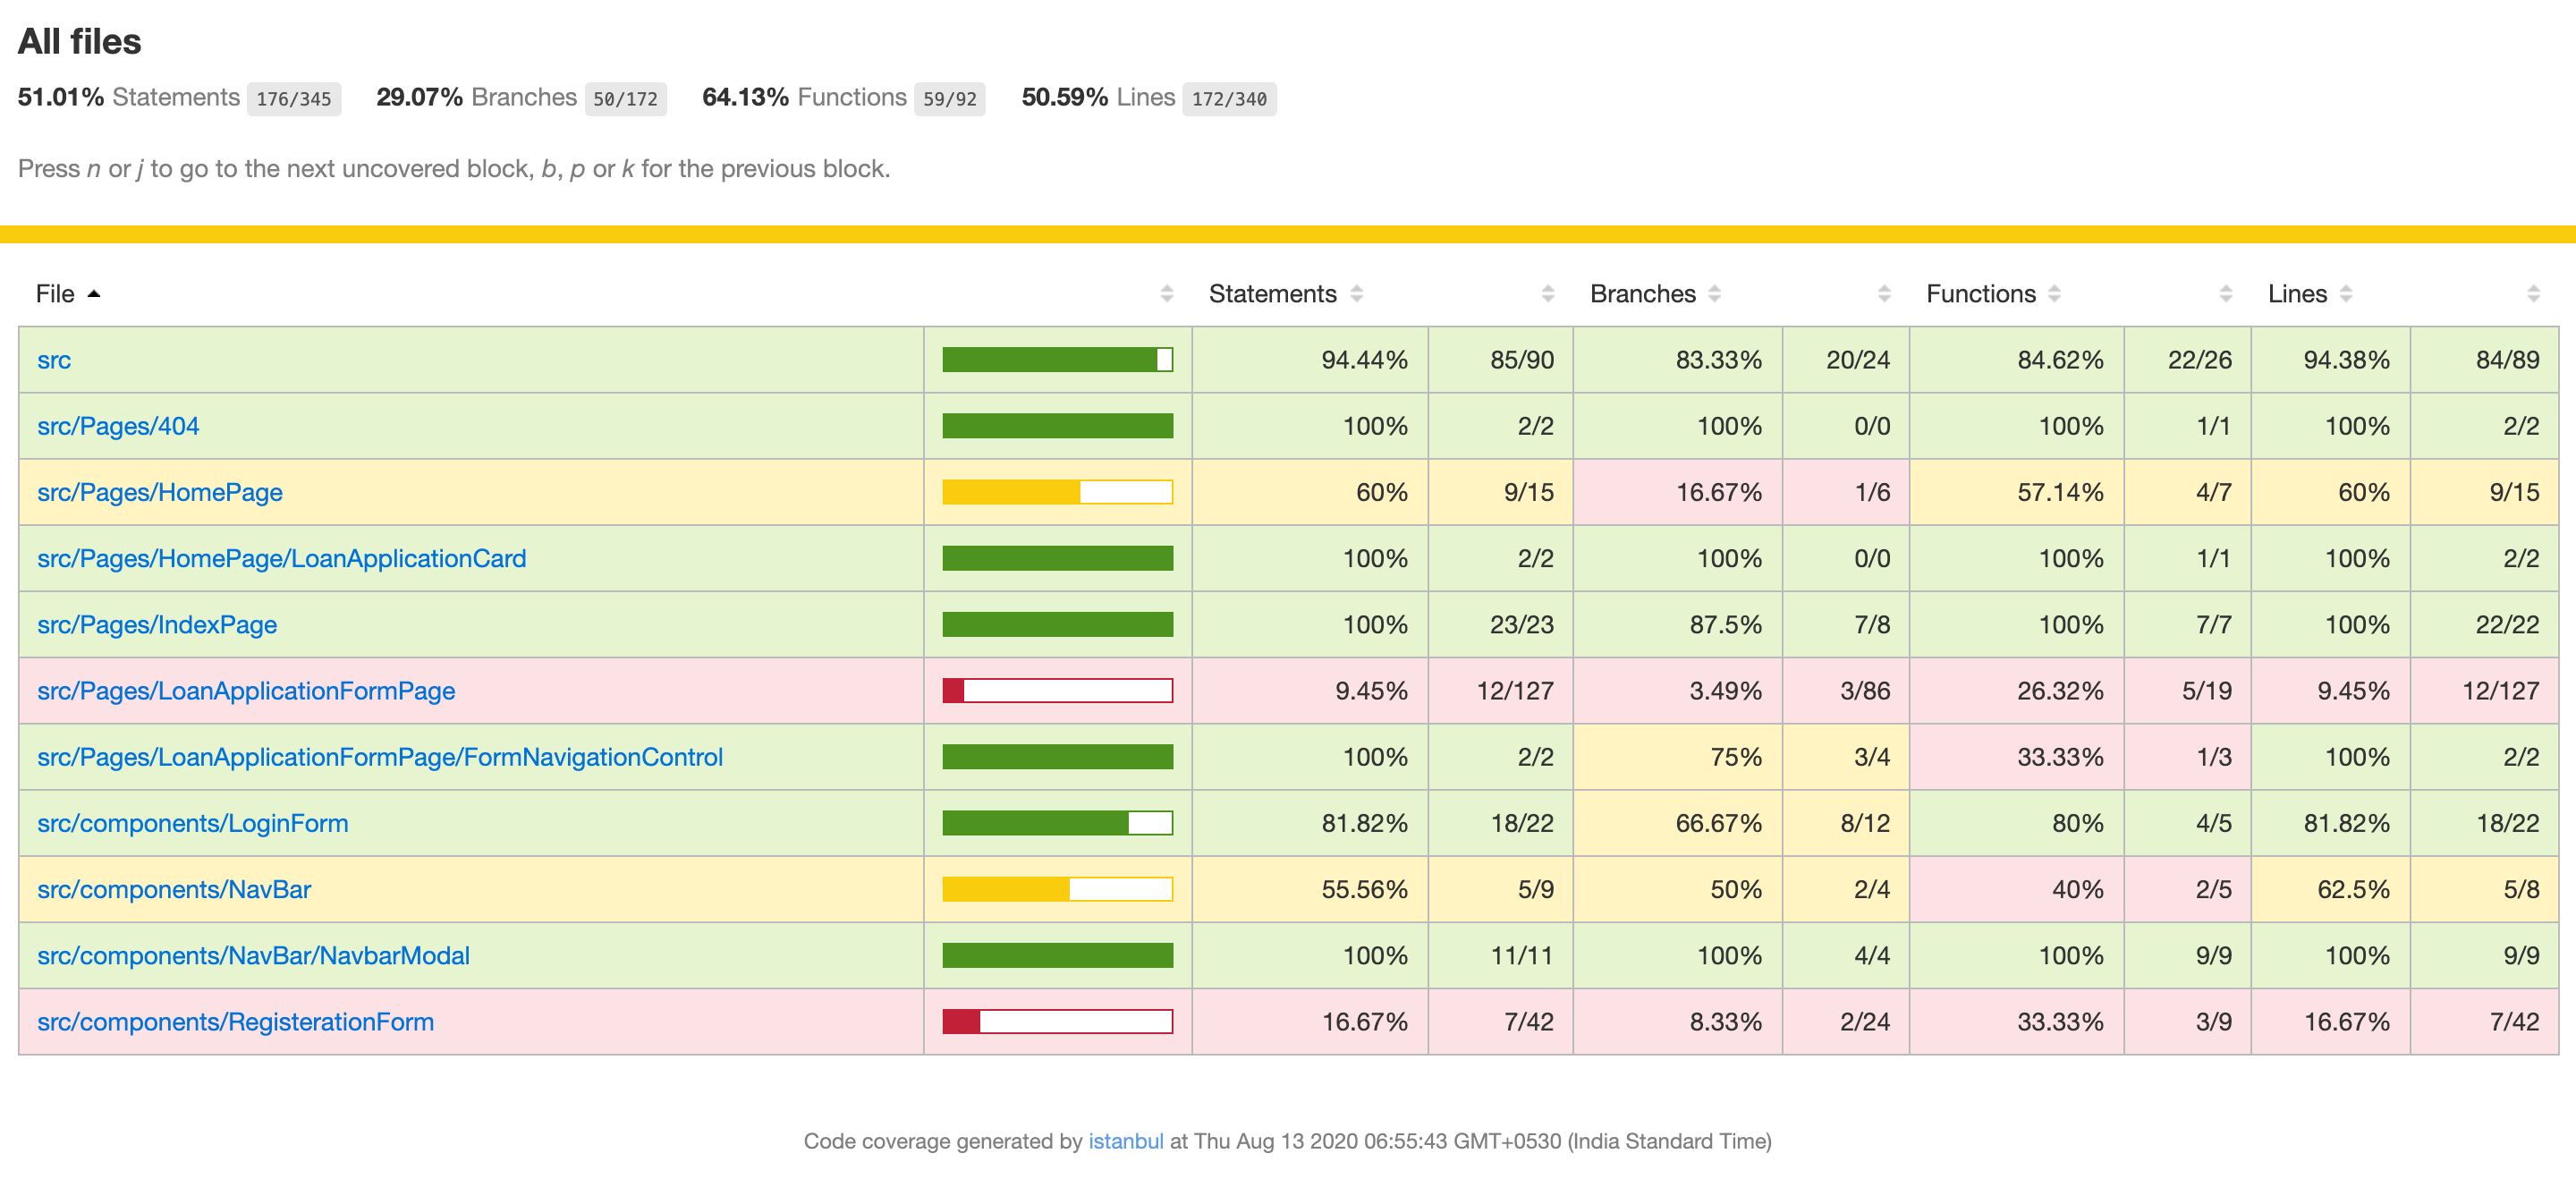 All files
51.01% Statements 176/345 29.07% Branches 50/172 64.13% Functions 59/92 50.59% Lines 172/340
Press n or j to go to the next uncovered block, b, p or k for the previous block.
File Statements Branches Functions Lines
src 94.44% 85/90 83.33% 20/24 84.62% 22/26 94.38% 84/89
src/Pages/404 100% 2/2 100% 0/0 100% 1/1 100% 2/2
src/Pages/HomePage 60% 9/15 16.67% 1/6 57.14% 4/7 60% 9/15
src/Pages/HomePage/LoanApplicationCard 100% 2/2 100% 0/0 100% 1/1 100% 2/2
src/Pages/IndexPage 100% 23/23 87.5% 7/8 100% 7/7 100% 22/22
src/Pages/LoanApplicationFormPage 9.45% 12/127 3.49% 3/86 26.32% 5/19 9.45% 12/127
src/Pages/LoanApplicationFormPage/FormNavigationControl 100% 2/2 75% 3/4 33.33% 1/3 100% 2/2
src/components/LoginForm 81.82% 18/22 66.67% 8/12 80% 4/5 81.82% 18/22
src/components/NavBar 55.56% 5/9 50% 2/4 40% 2/5 62.5% 5/8
src/components/NavBar/NavbarModal 100% 11/11 100% 4/4 100% 9/9 100% 9/9
src/components/RegisterationForm 16.67% 7/42 8.33% 2/24 33.33% 3/9 16.67% 7/42
Code coverage generated by istanbul at Thu Aug 13 2020 06:55:43 GMT+0530 (India Standard Time)